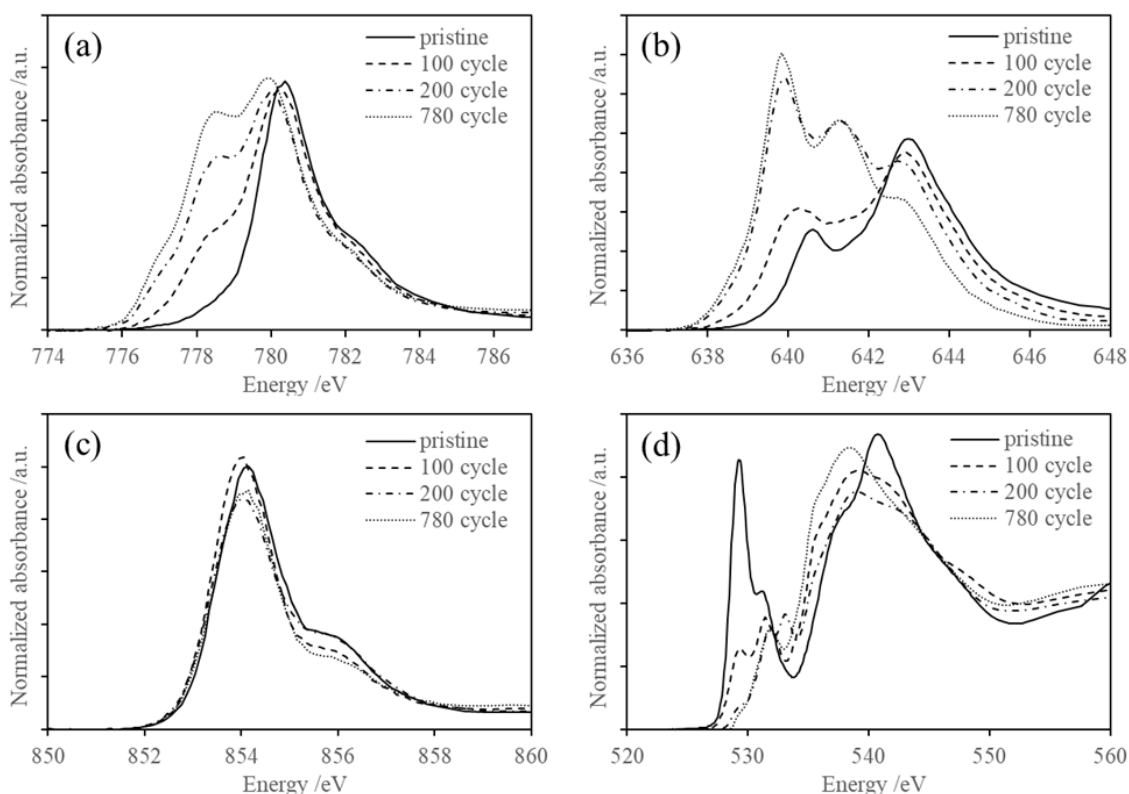 (a)
pristine
100 cycle
200 cycle
780 cycle
Normalized absorbance /a.u.
774 776 778 780 782 784 786
Energy /eV
(b)
pristine
100 cycle
200 cycle
780 cycle
Normalized absorbance /a.u.
636 638 640 642 644 646 648
Energy /eV
(c)
pristine
100 cycle
200 cycle
780 cycle
Normalized absorbance /a.u.
850 852 854 856 858 860
Energy /eV
(d)
pristine
100 cycle
200 cycle
780 cycle
Normalized absorbance /a.u.
520 530 540 550 560
Energy /eV